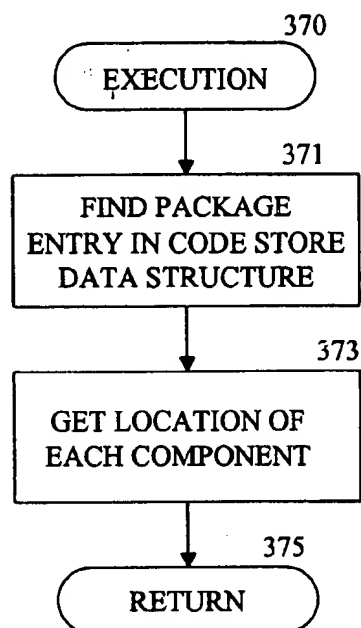 370
EXECUTION
371
FIND PACKAGE
ENTRY IN CODE STORE
DATA STRUCTURE
373
GET LOCATION OF
EACH COMPONENT
375
RETURN